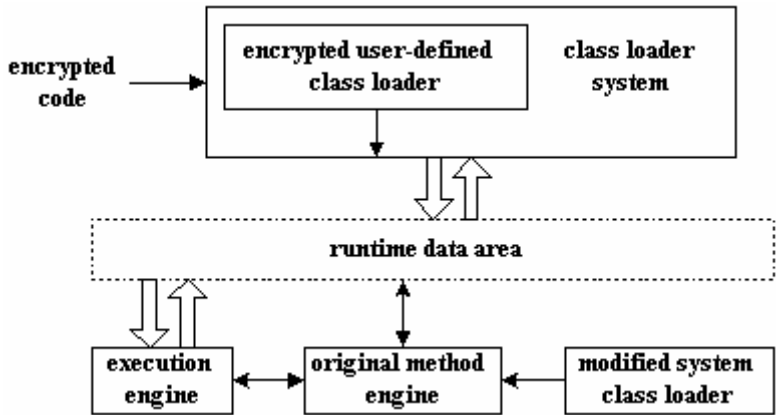 encrypted user-defined
class loader
class loader
system
encrypted
code
runtime data area
execution
engine
original method
engine
modified system
class loader